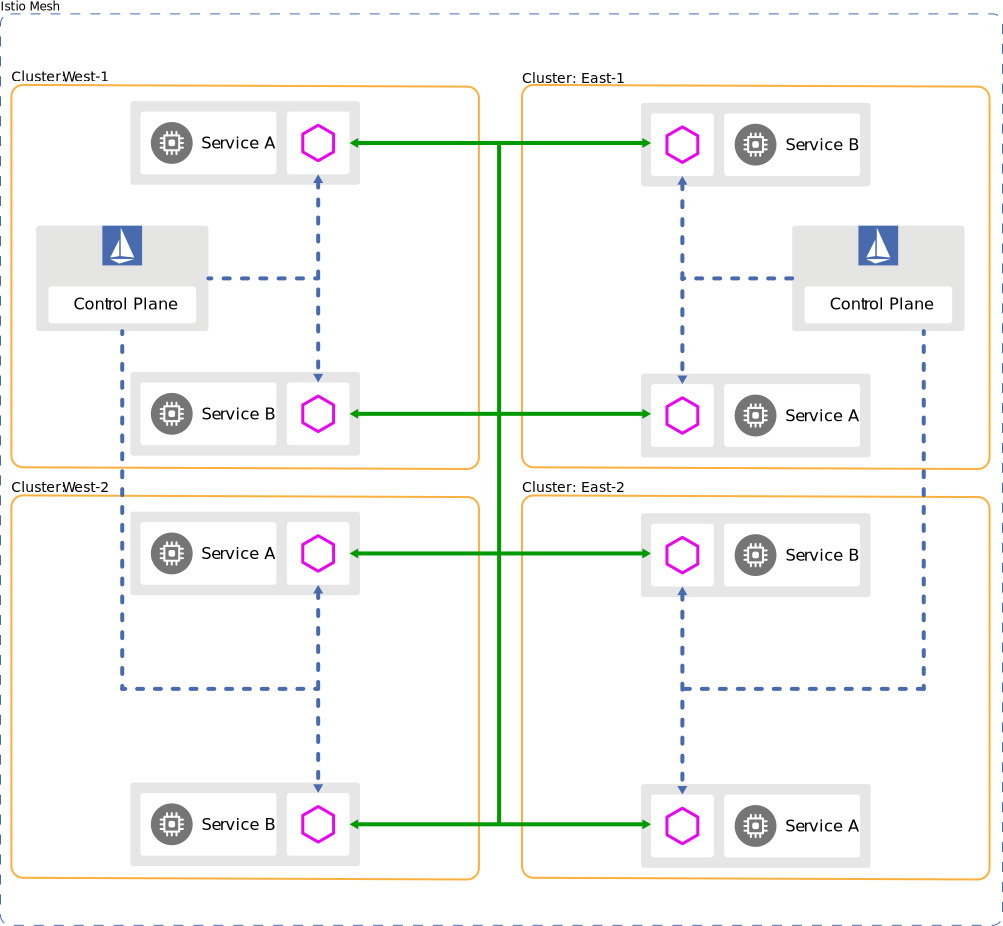 Istio Mesh
Cluster:West-1
Service A
Control Plane
Service B
Cluster: East-1
Service B
Control Plane
Service A
Cluster:West-2
Service A
Service B
Cluster: East-2
Service B
Service A